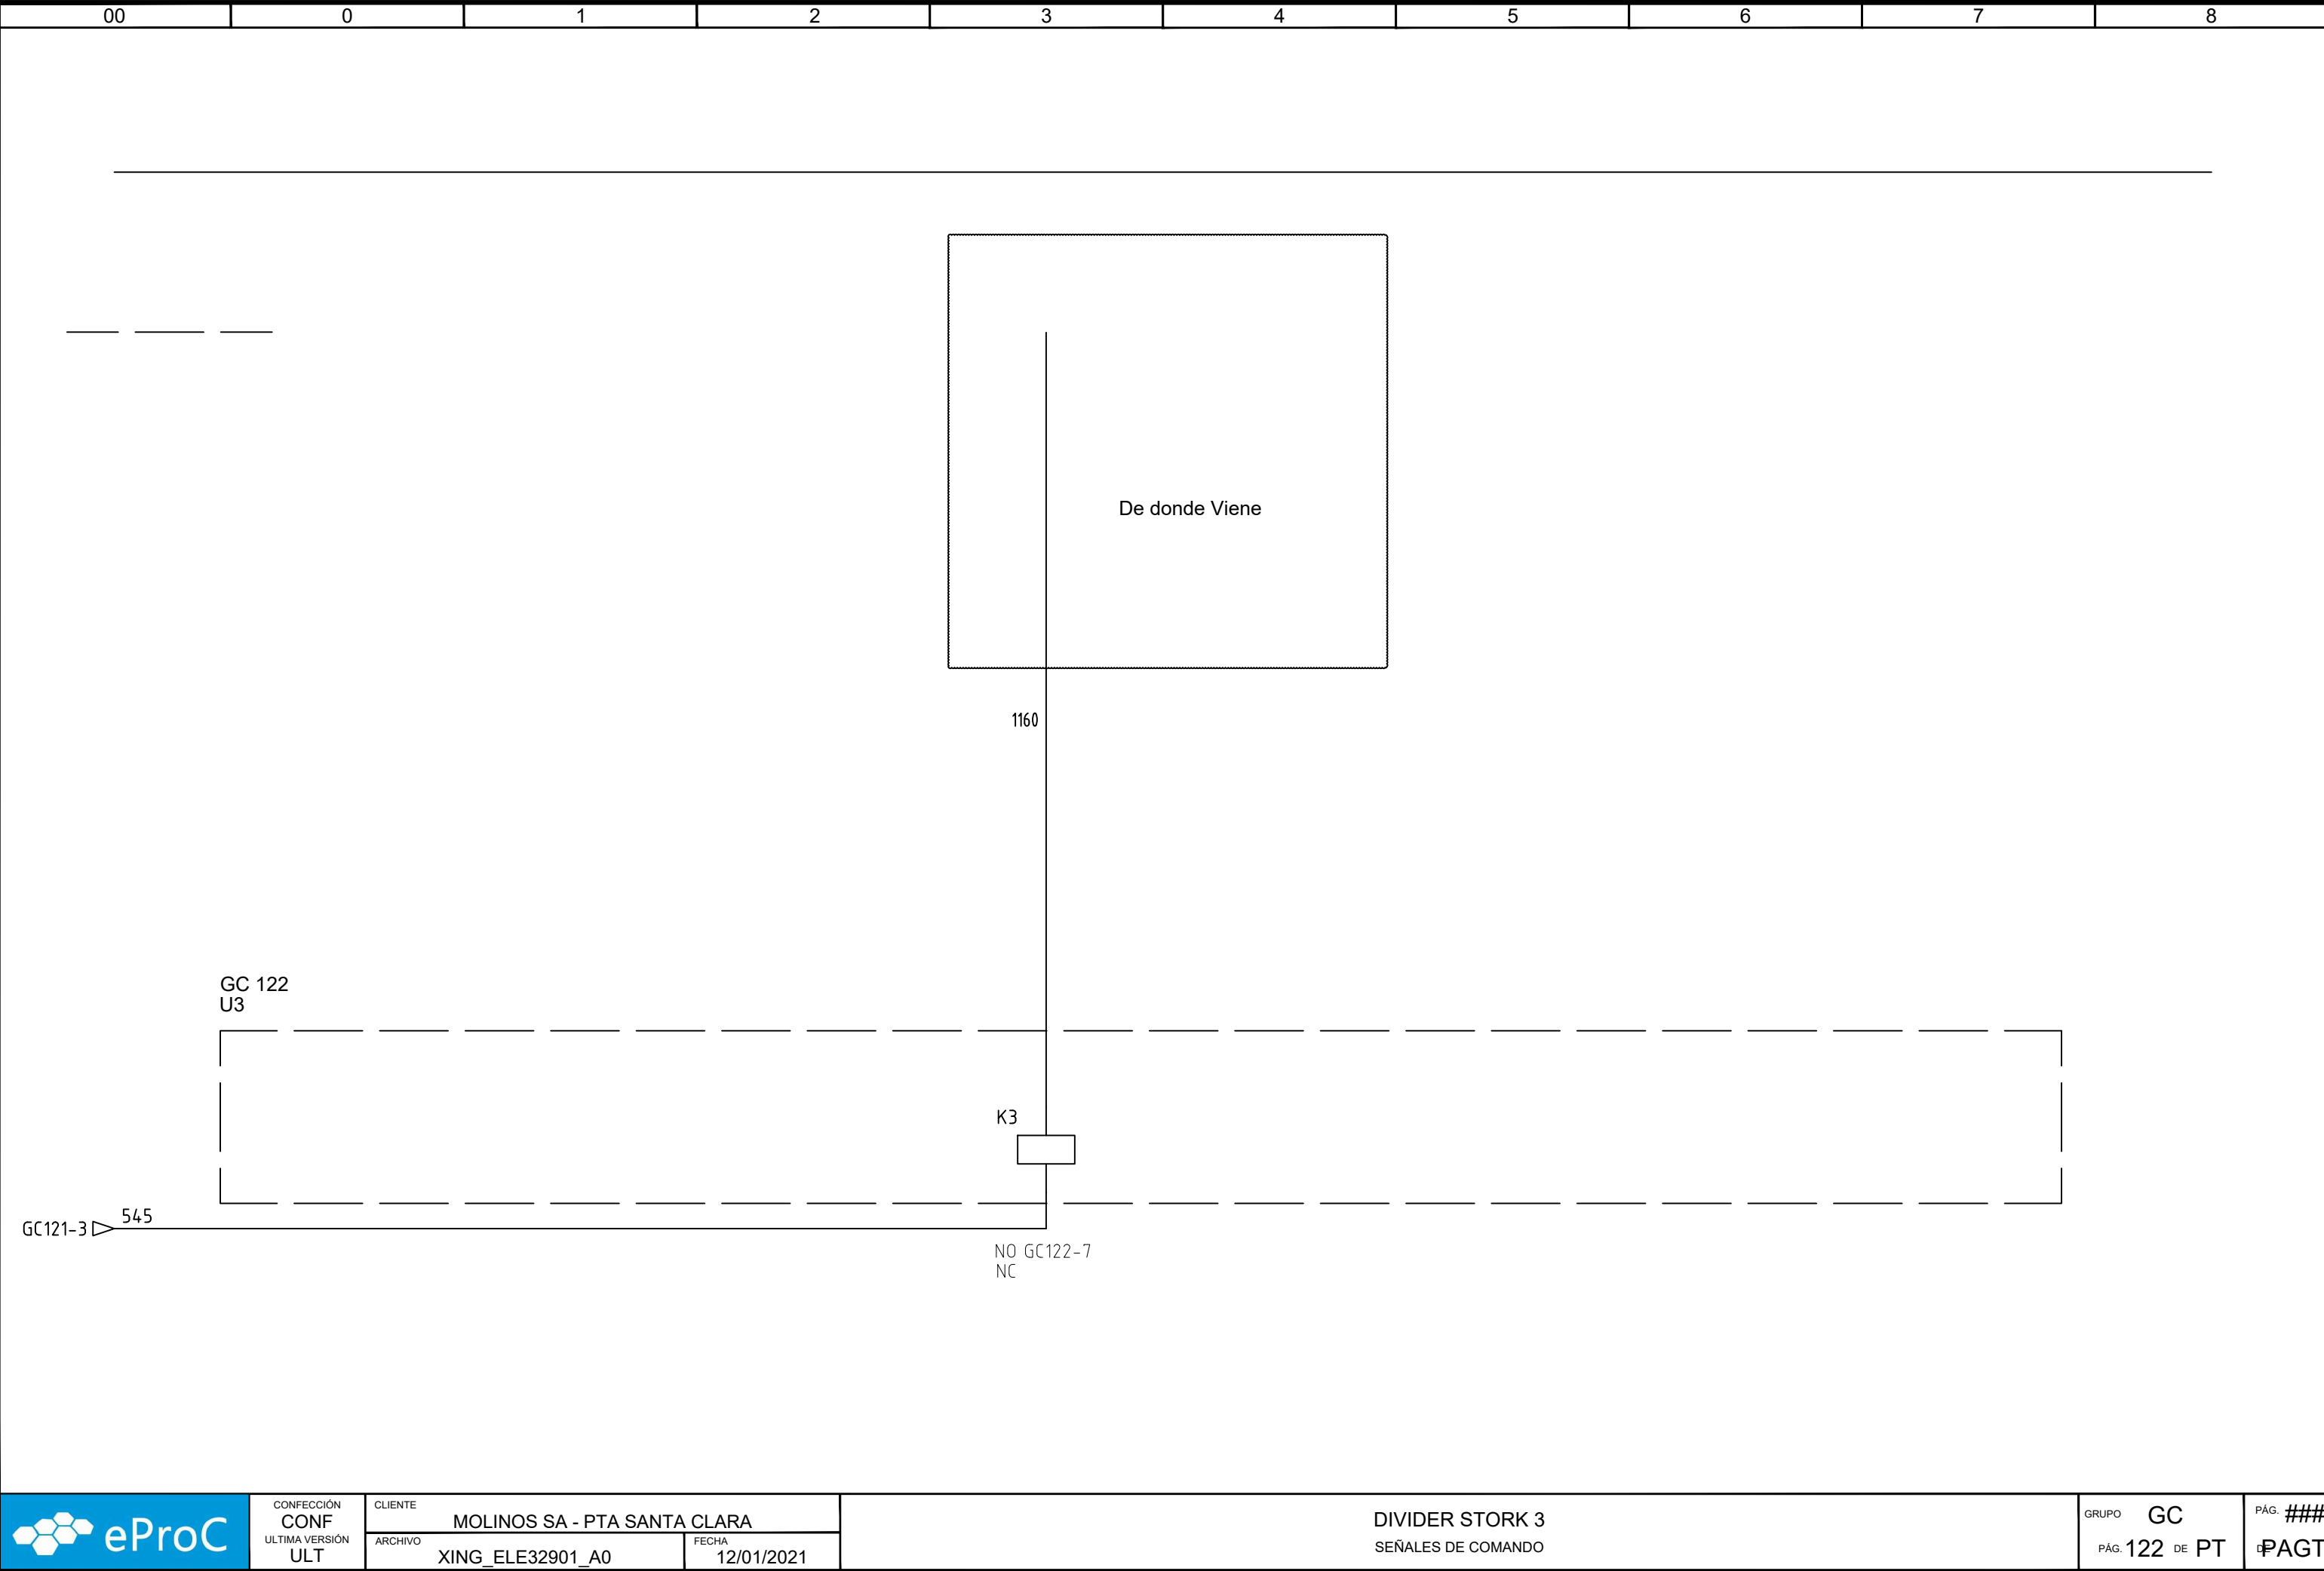 00 0 1 2 3 4 5 6 7 8
De donde Viene
1160
GC 122
U3
K3
GC121-3 545
NO GC122-7
NC
eProC
CONFECCIÓN
CONF
ULTIMA VERSIÓN
ULT
CLIENTE
MOLINOS SA - PTA SANTA CLARA
ARCHIVO
XING_ELE32901_A0
FECHA
12/01/2021
DIVIDER STORK 3
SEÑALES DE COMANDO
GRUPO GC
PÁG. 122 DE PT
PÁG. ###
DE PAGT